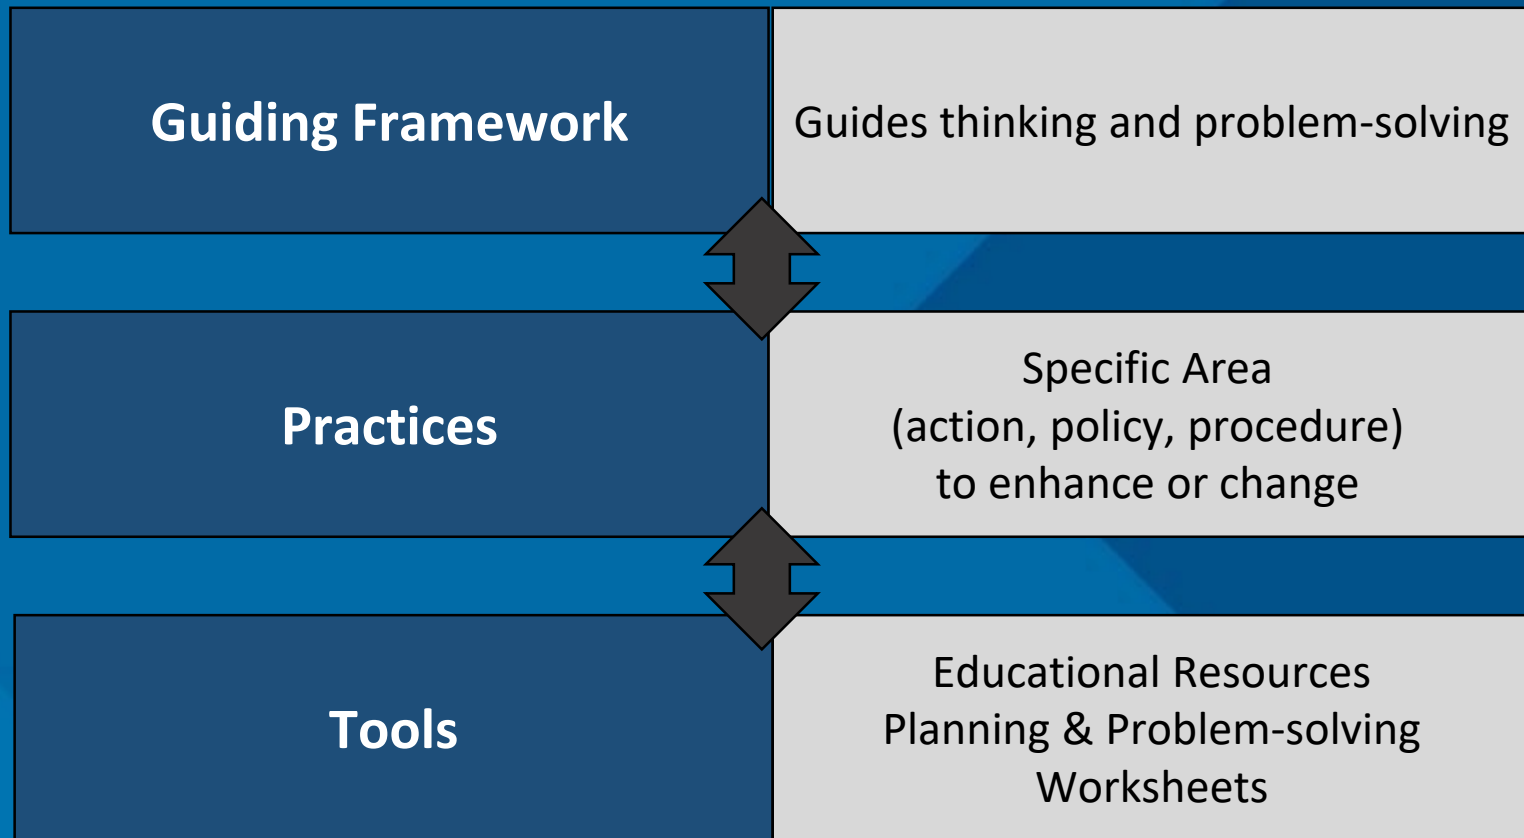 Guiding Framework
Guides thinking and problem-solving
Practices
Specific Area
(action, policy, procedure)
to enhance or change
Tools
Educational Resources
Planning & Problem-solving
Worksheets